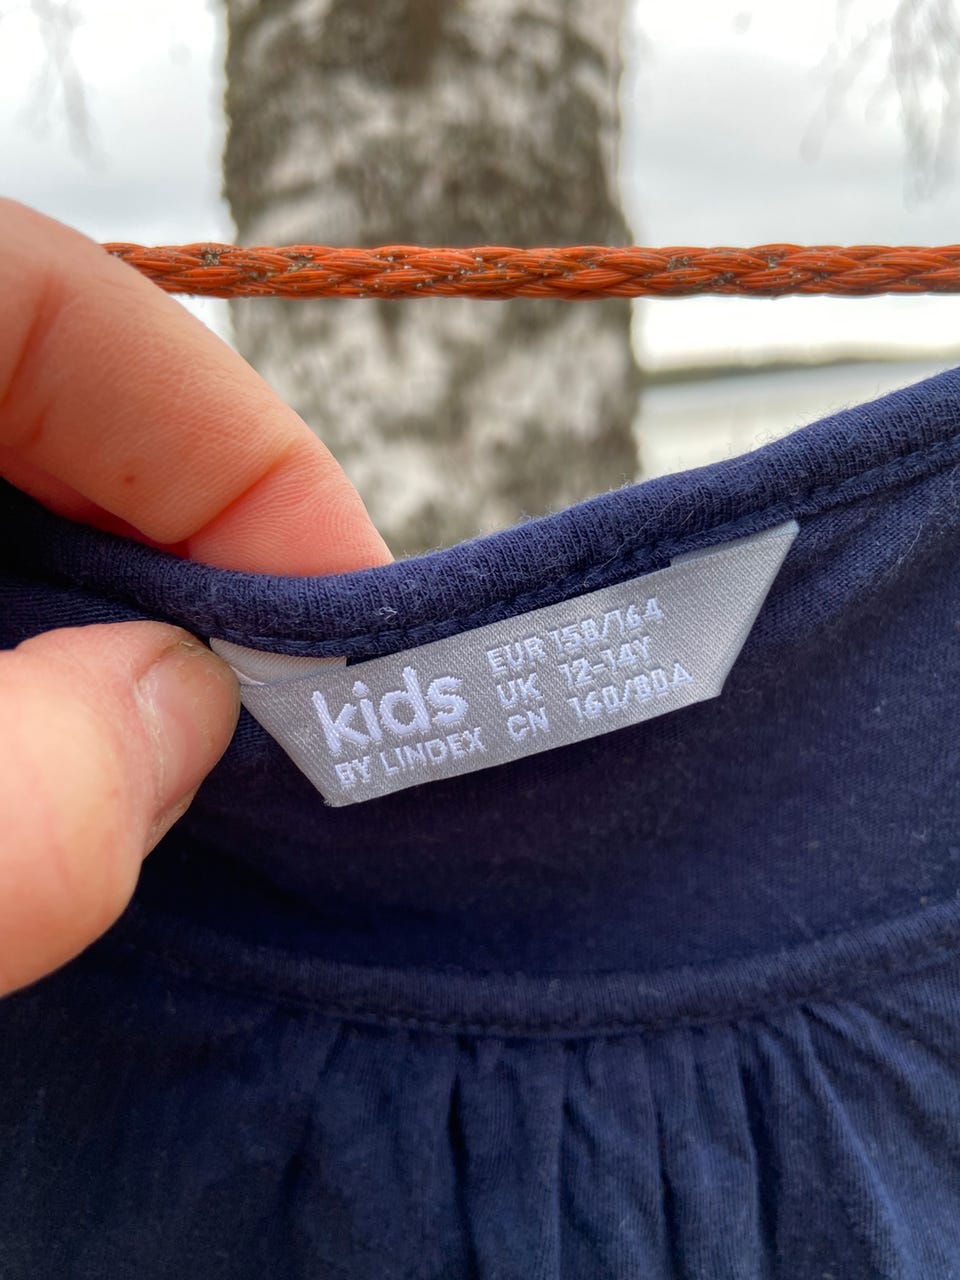 kids
BY LINDEX
EUR 158/164
UK 12-14Y
CN 160/80A